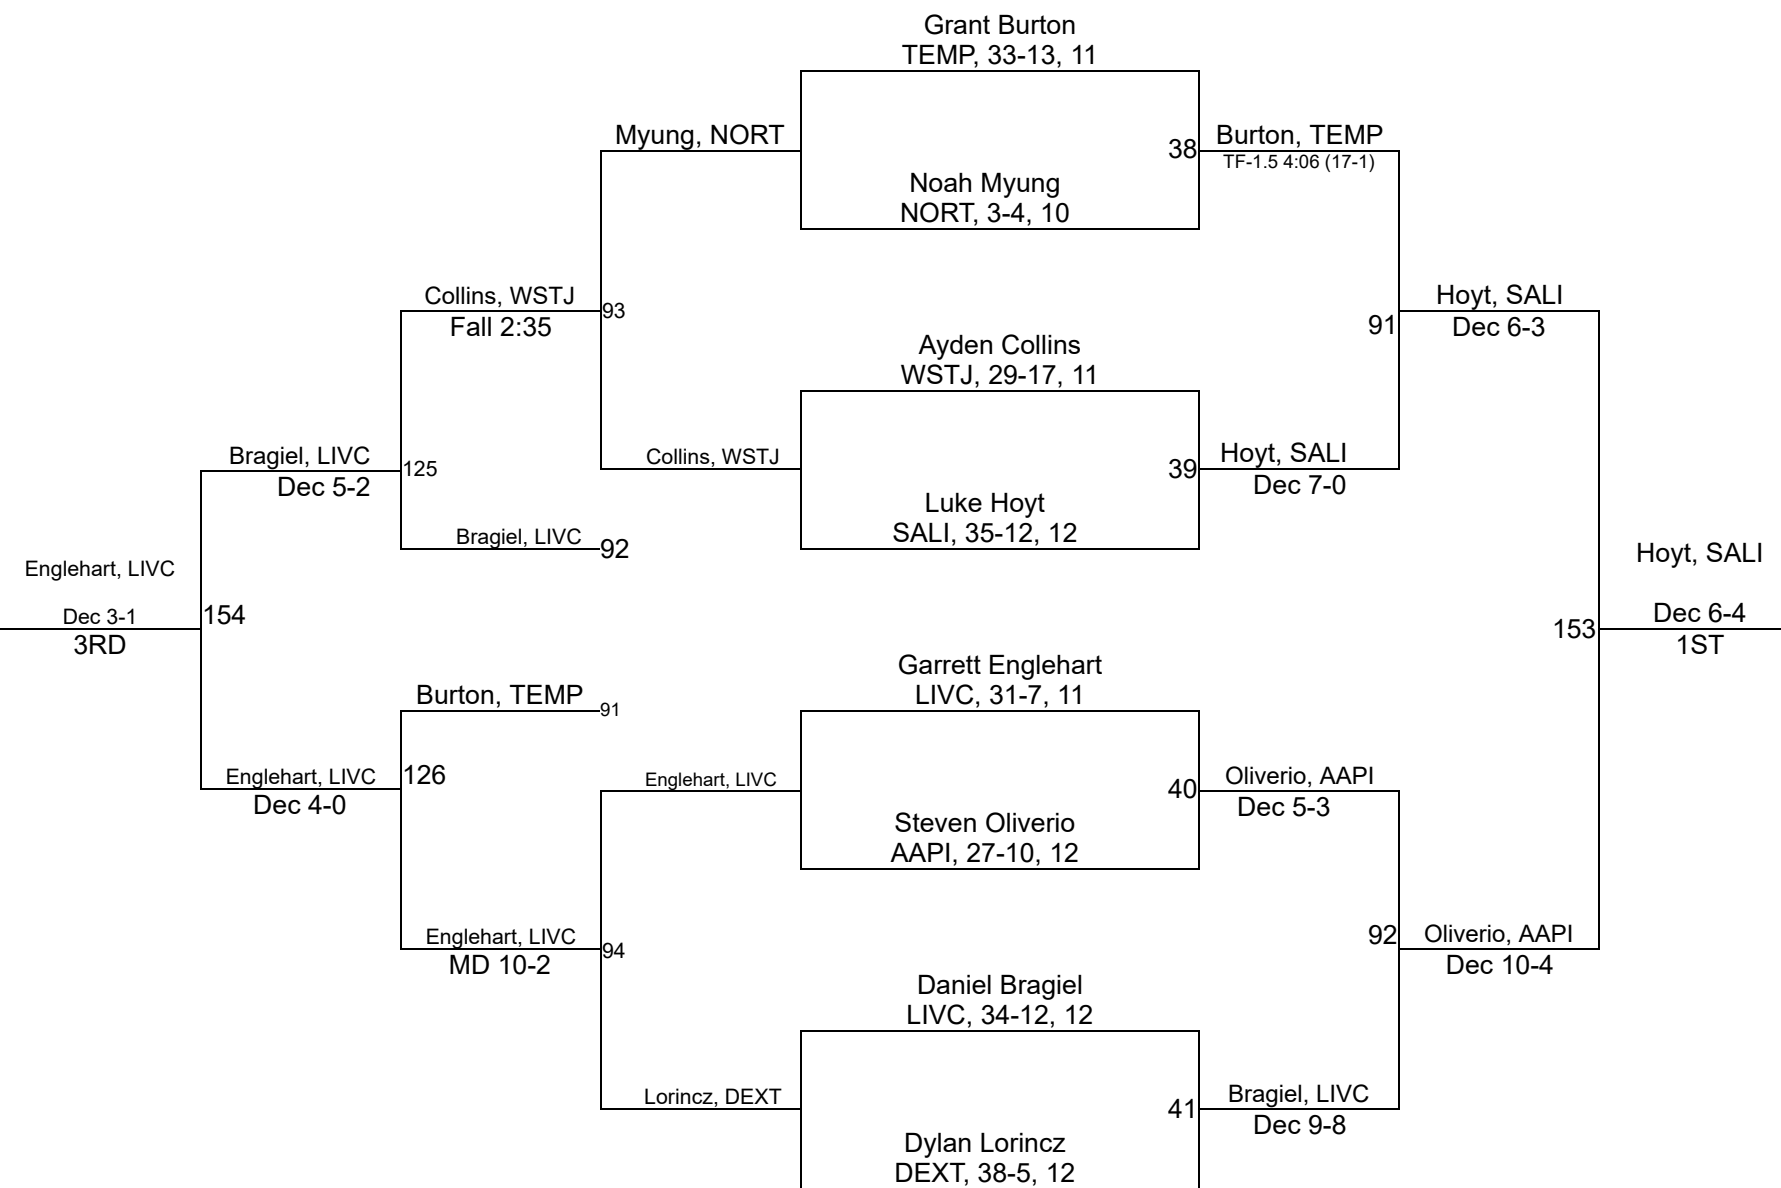 Grant Burton
TEMP, 33-13, 11
Myung, NORT
38
Burton, TEMP
TF-1.5 4:06 (17-1)
Noah Myung
NORT, 3-4, 10
Collins, WSTJ
Fall 2:35
93
Hoyt, SALI
Dec 6-3
91
Ayden Collins
WSTJ, 29-17, 11
Bragiel, LIVC
Dec 5-2
125
Collins, WSTJ
39
Hoyt, SALI
Dec 7-0
Luke Hoyt
SALI, 35-12, 12
Bragiel, LIVC
92
Englehart, LIVC
Dec 3-1
3RD
154
Hoyt, SALI
Dec 6-4
1ST
153
Garrett Englehart
LIVC, 31-7, 11
Burton, TEMP
91
Englehart, LIVC
Dec 4-0
126
Englehart, LIVC
40
Oliverio, AAPI
Dec 5-3
Steven Oliverio
AAPI, 27-10, 12
Englehart, LIVC
MD 10-2
94
92
Oliverio, AAPI
Dec 10-4
Daniel Bragiel
LIVC, 34-12, 12
Lorincz, DEXT
41
Bragiel, LIVC
Dec 9-8
Dylan Lorincz
DEXT, 38-5, 12